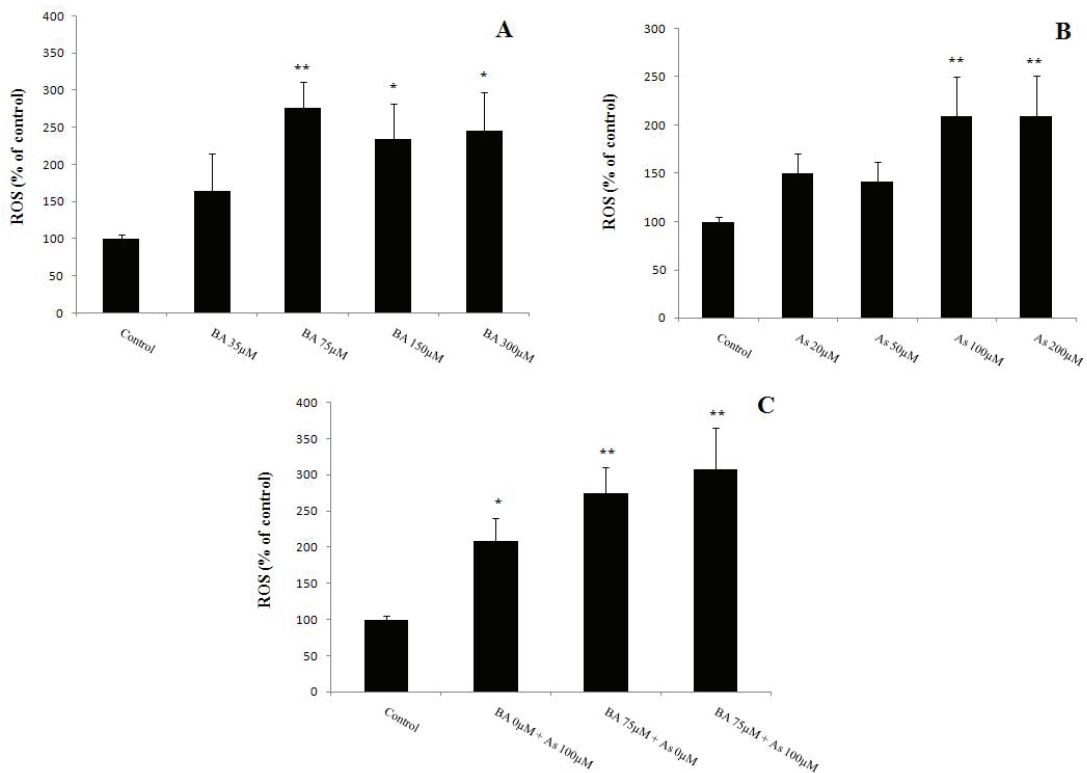 A
ROS (% of control)
400
350
300
250
200
150
100
50
0
**
*
*
Control
BA 35µM
BA 75µM
BA 150µM
BA 300µM
B
ROS (% of control)
300
250
200
150
100
50
0
**
**
Control
As 20µM
As 50µM
As 100µM
As 200µM
C
ROS (% of control)
400
350
300
250
200
150
100
50
0
*
**
**
Control
BA 0µM + As 100µM
BA 75µM + As 0µM
BA 75µM + As 100µM